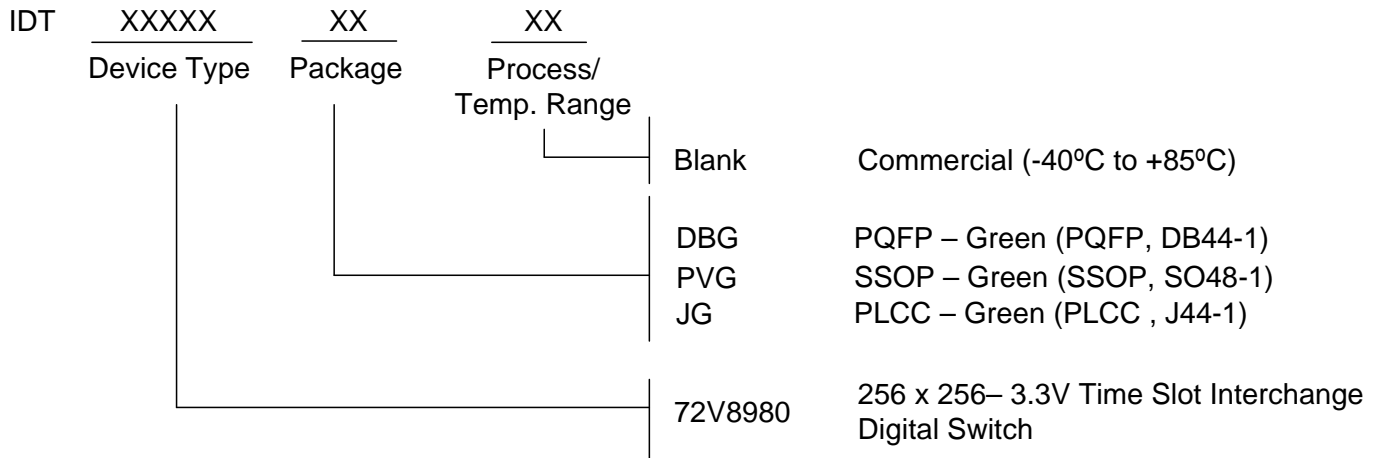 IDT XXXXX XX XX
Device Type Package Process/
Temp. Range
Blank Commercial (-40ºC to +85ºC)
DBG PQFP – Green (PQFP, DB44-1)
PVG SSOP – Green (SSOP, SO48-1)
JG PLCC – Green (PLCC , J44-1)
72V8980 256 x 256– 3.3V Time Slot Interchange
Digital Switch